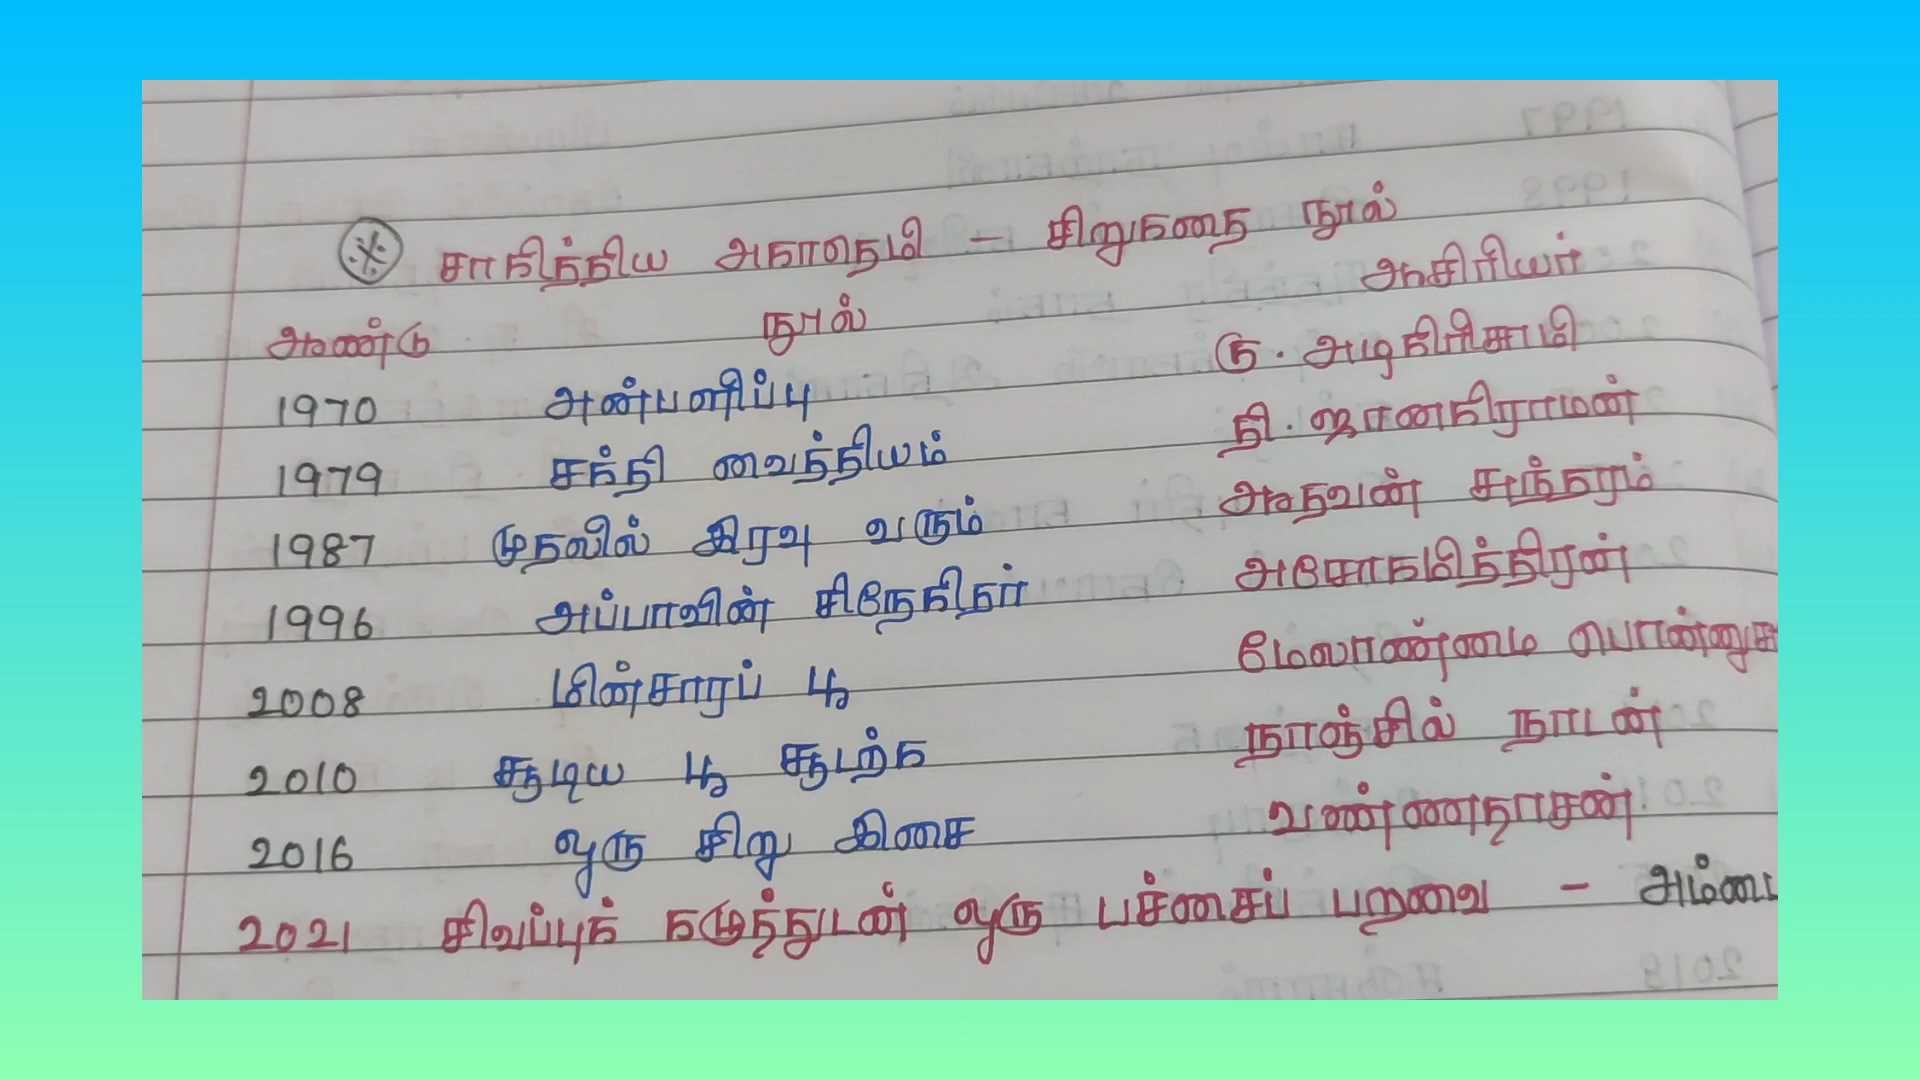 சாகித்திய அகாதெமி - சிறுகதை நூல்
ஆண்டு நூல் ஆசிரியர்
1970 அன்பளிப்பு கு. அழகிரிசாமி
1979 சக்தி வைத்தியம் தி. ஜானகிராமன்
1987 முதலில் இரவு வரும் ஆதவன் சுந்தரம்
1996 அப்பாவின் சிநேகிதர் அசோகமித்திரன்
2008 மின்சாரப் பூ மேலாண்மை பொன்னுச
2010 சூடிய பூ சூடற்க நாஞ்சில் நாடன்
2016 ஒரு சிறு இசை வண்ணதாசன்
2021 சிவப்புக் கழுத்துடன் ஒரு பச்சைப் பறவை - அம்பை